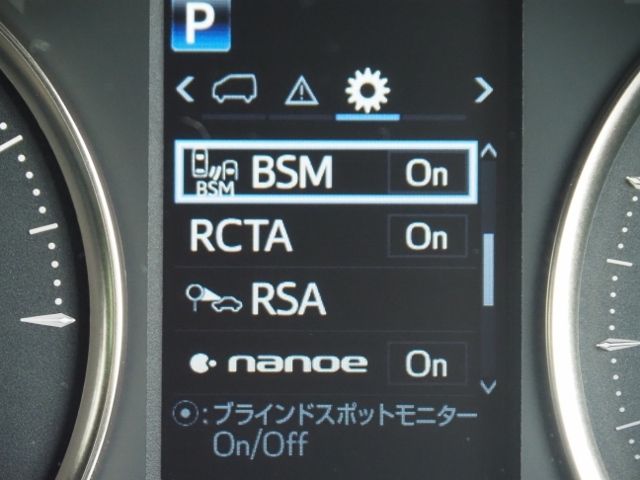 P
BSM
BSM On
RCTA On
RSA
nanoe On
:ブラインドスポットモニター
On/Off